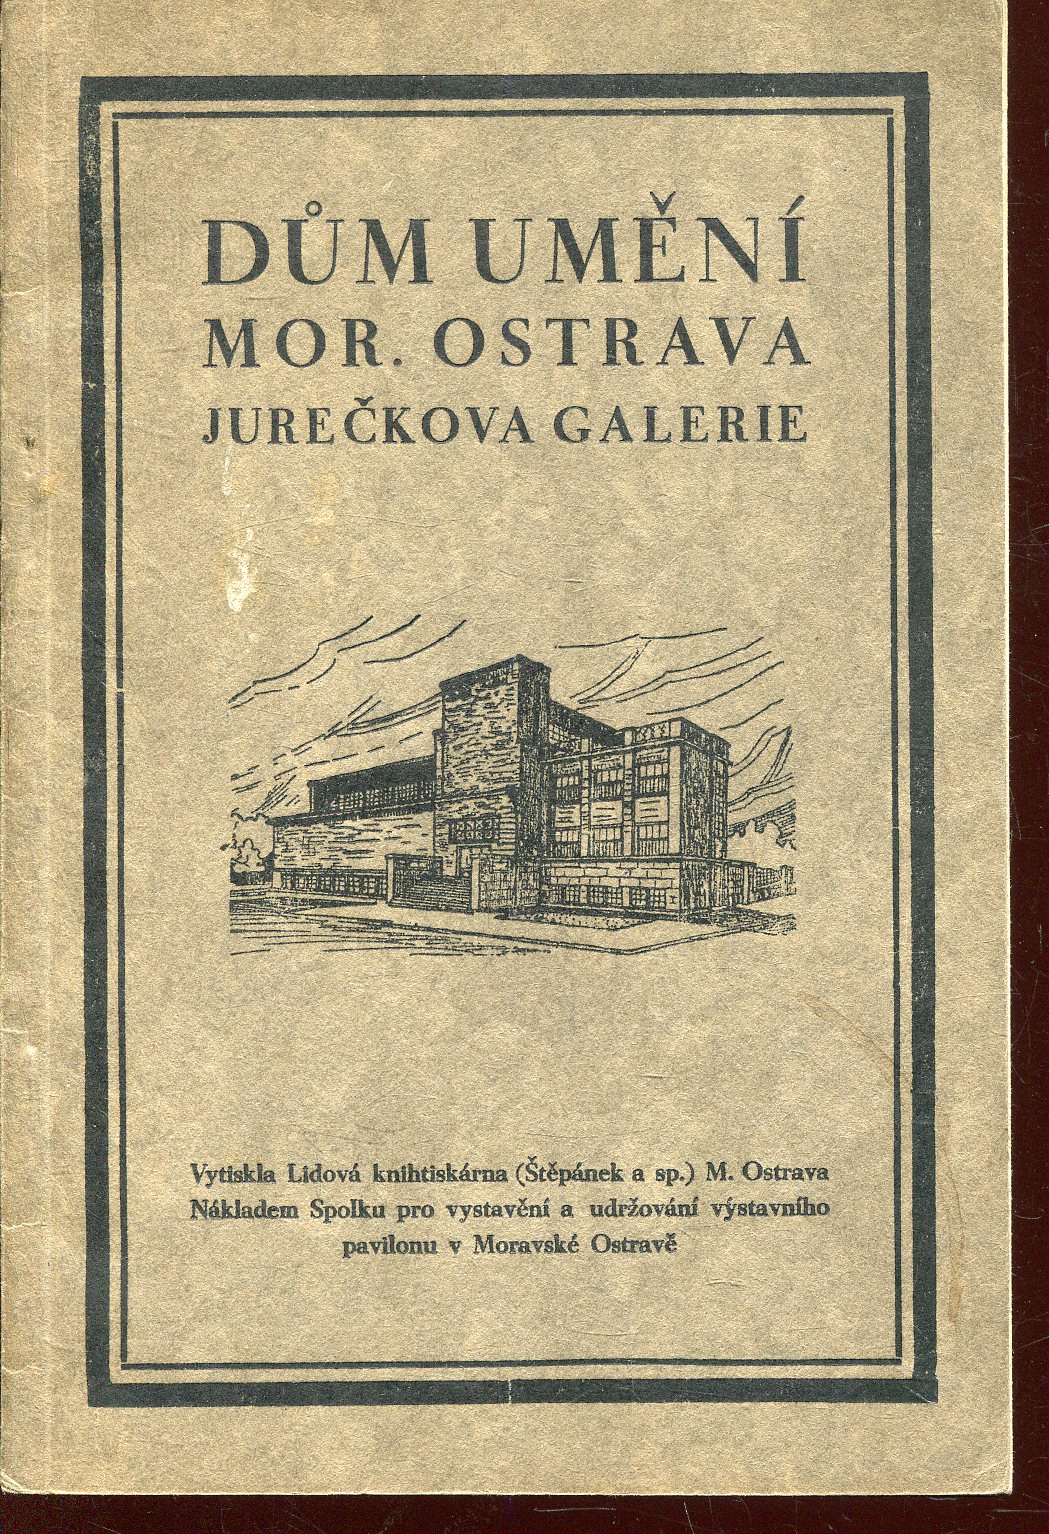 DŮM UMĚNÍ
MOR. OSTRAVA
JUREČKOVA GALERIE
Vytiskla Lidová knihtiskárna (Štěpánek a sp.) M. Ostrava
Nákladem Spolku pro vystavění a udržování výstavního
pavilonu v Moravské Ostravě